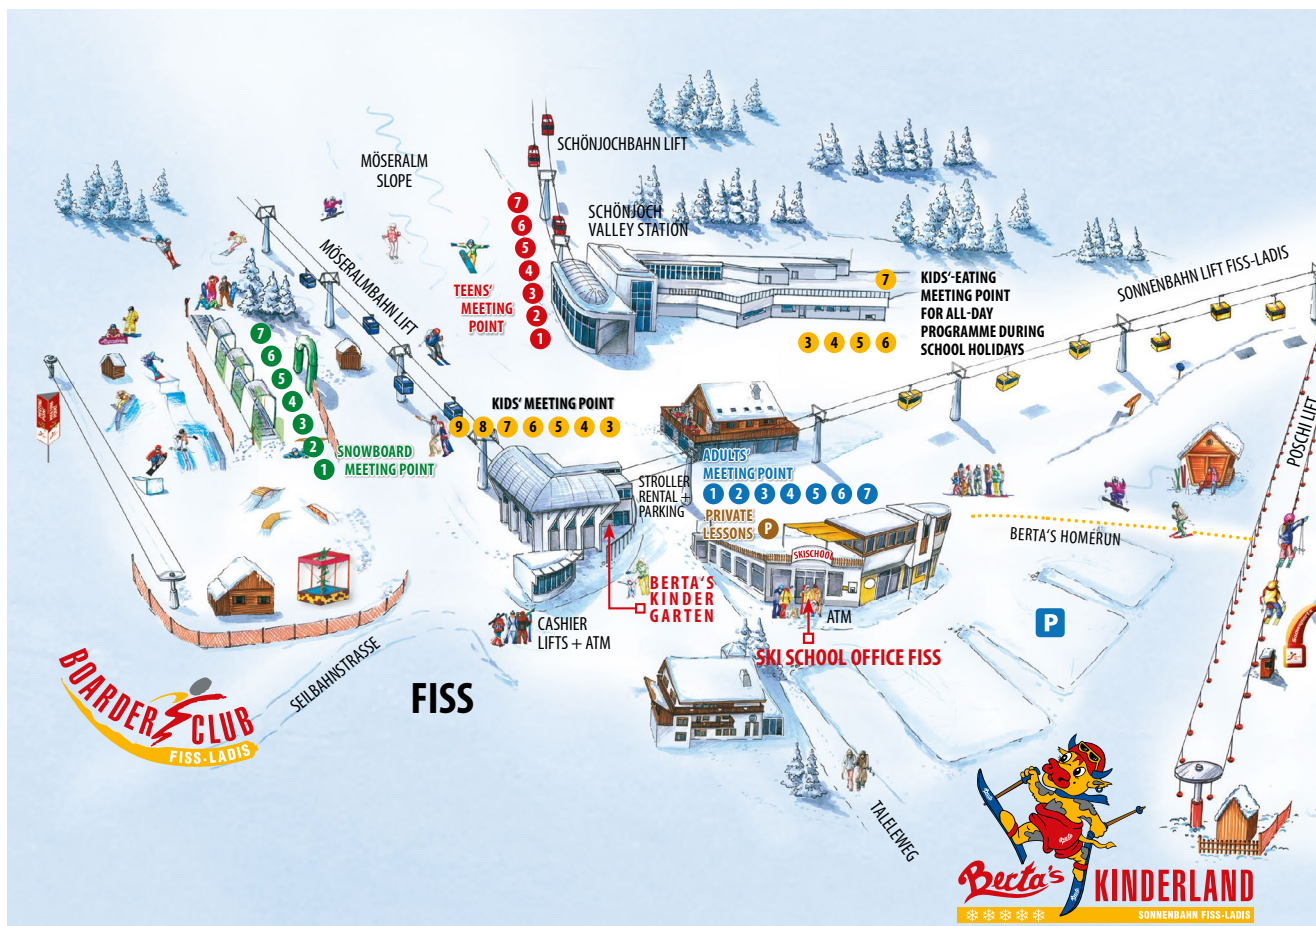 SCHÖNJOCHBAHN LIFT
MÖSERALM
SLOPE
7
6
5
4
3
2
1
SCHÖNJOCH
VALLEY STATION
TEENS'
MEETING
POINT
MÖSERALMBAHN LIFT
7
KIDS'-EATING
MEETING POINT
FOR ALL-DAY
PROGRAMME DURING
SCHOOL HOLIDAYS
3 4 5 6
SONNENBAHN LIFT FISS-LADIS
POSCHI LIFT
7
6
5
4
3
2
1
SNOWBOARD
MEETING POINT
KIDS' MEETING POINT
9 8 7 6 5 4 3
ADULTS'
MEETING POINT
1 2 3 4 5 6 7
STROLLER
RENTAL +
PARKING
PRIVATE
LESSONS P
SKISCHOOL
BERTA'S HOMERUN
BERTA'S
KINDER
GARTEN
CASHIER
LIFTS + ATM
ATM
P
SKI SCHOOL OFFICE FISS
SEILBAHNSTRASSE
FISS
BOARDERS CLUB
FISS-LADIS
TALELEWEG
Berta's KINDERLAND
SONNENBAHN FISS-LADIS